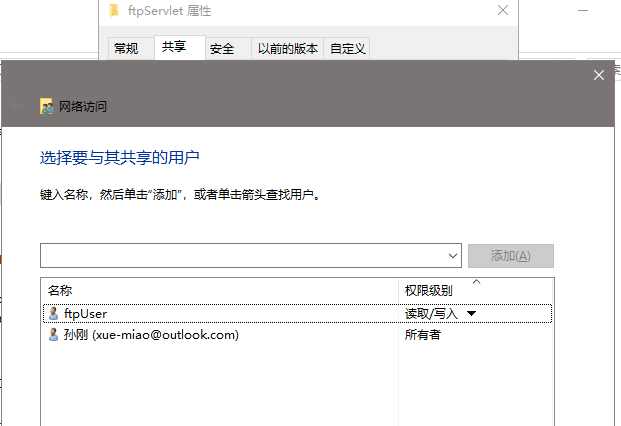 ftpServlet 属性
常规 共享 安全 以前的版本 自定义
网络访问
选择要与其共享的用户
键入名称，然后单击"添加"，或者单击箭头查找用户。
添加(A)
名称 权限级别
ftpUser 读取/写入
孙刚 (xue-miao@outlook.com) 所有者